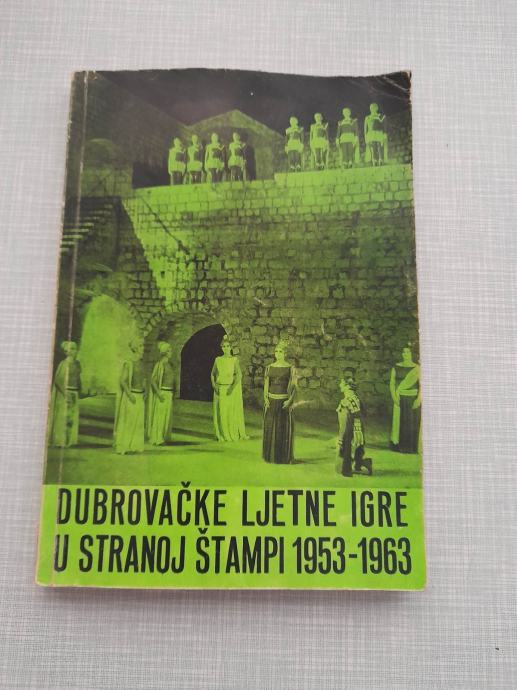 DUBROVAČKE LJETNE IGRE
U STRANOJ ŠTAMPI 1953-1963